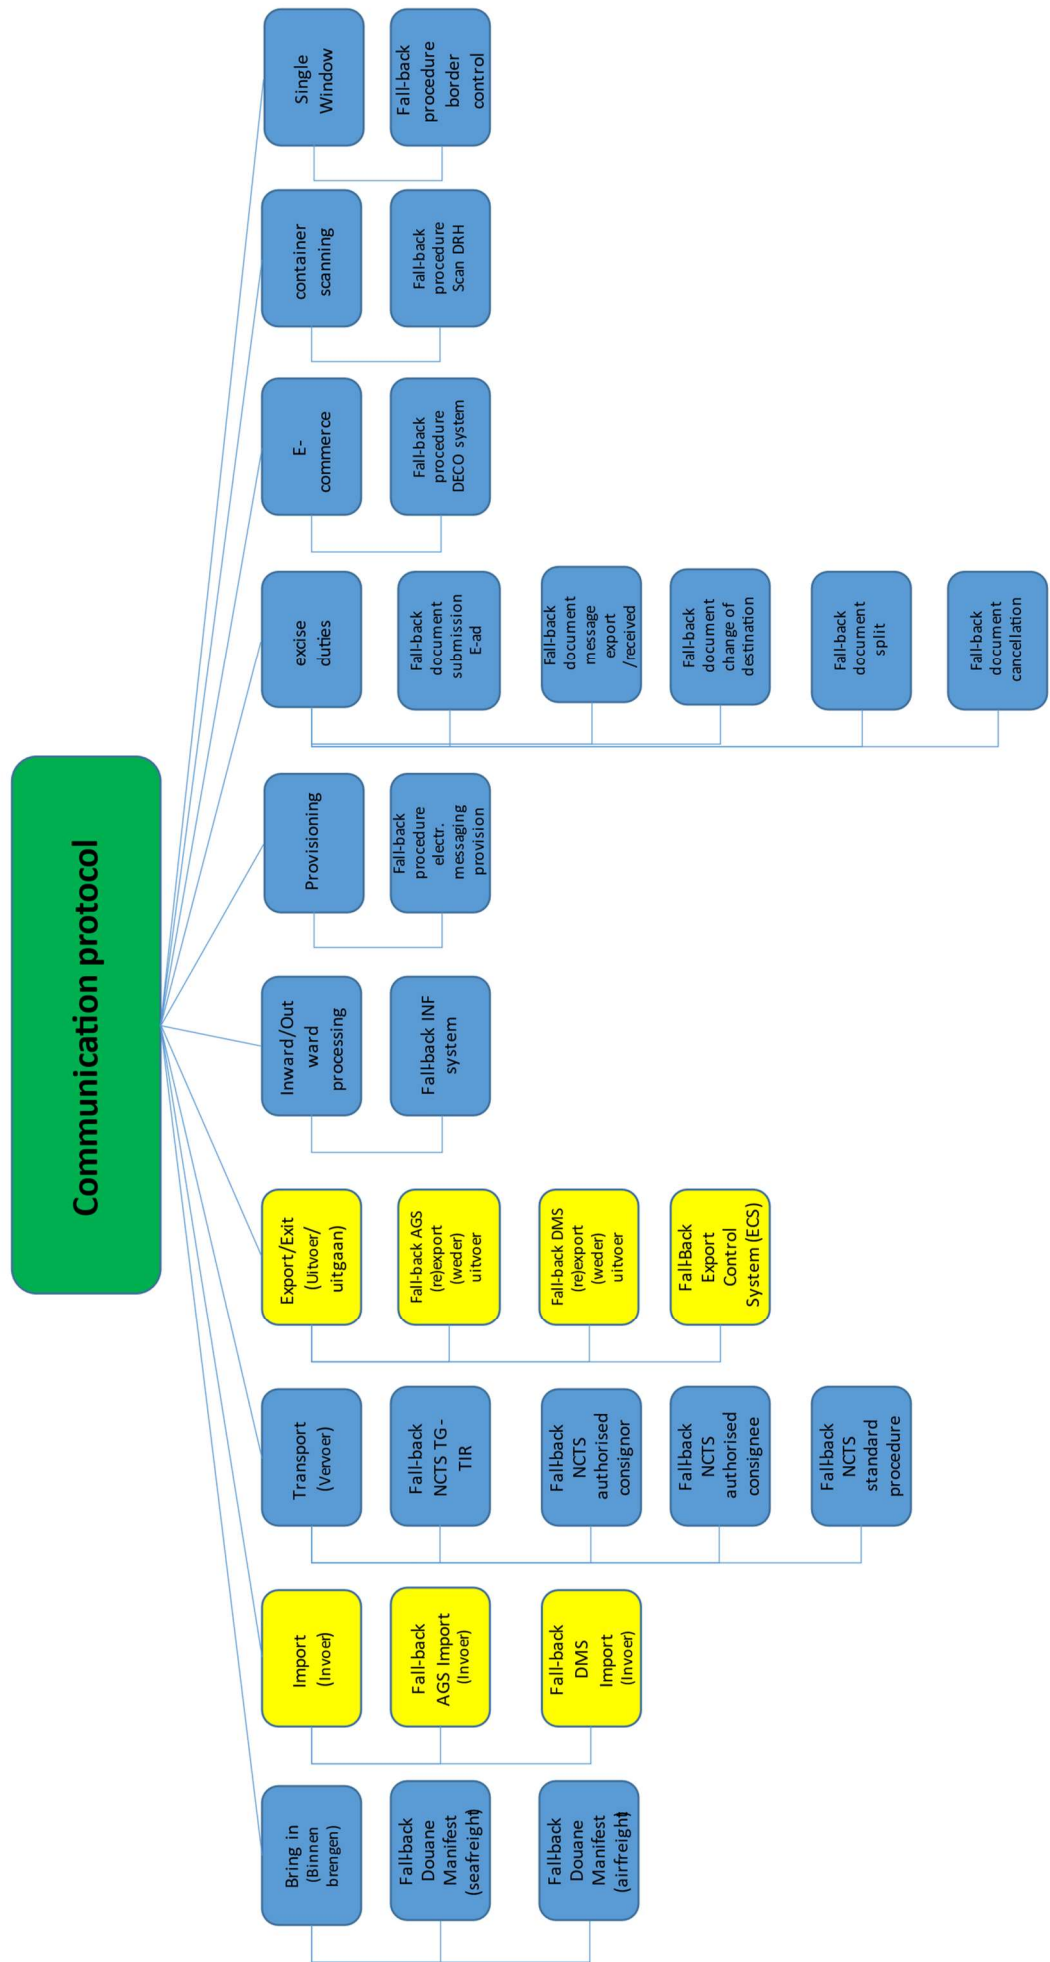 Communication protocol
Bring in
(Binnen
brengen)
Fall-back
Douane
Manifest
(seafreight)
Fall-back
Douane
Manifest
(airfreight)
Import
(Invoer)
Fall-back
AGS Import
(Invoer)
Fall-back
DMS
Import
(Invoer)
Transport
(Vervoer)
Fall-back
NCTS TG -
TIR
Fall-back
NCTS
authorised
consignor
Fall-back
NCTS
authorised
consignee
Fall-back
NCTS
standard
procedure
Export/Exit
(Uitvoer/
uitgaan)
Fall-back AGS
(re)export
(weder)
uitvoer
Fall-back DMS
(re)export
(weder)
uitvoer
Fall-Back
Export
Control
System (ECS)
Inward/Out
ward
processing
Fall-back INF
system
Provisioning
Fall-back
procedure
electr.
messaging
provision
excise
duties
Fall-back
document
submission
E-ad
Fall-back
document
message
export
/received
Fall-back
document
change of
destination
Fall-back
document
split
Fall-back
document
cancellation
E-
commerce
Fall-back
procedure
DECO system
container
scanning
Fall-back
procedure
Scan DRH
Single
Window
Fall-back
procedure
border
control